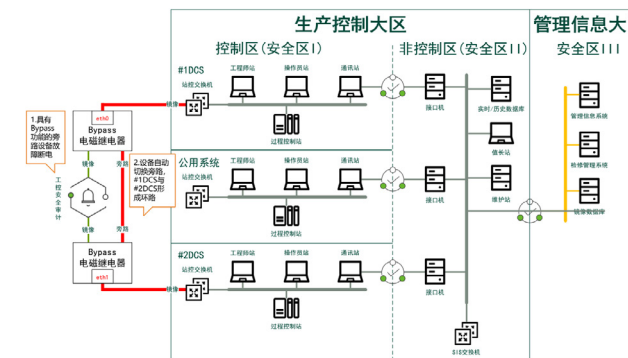 生产控制大区
管理信息大
控制区(安全区I)
非控制区(安全区II)
安全区III
#1DCS
站控交换机
工程师站
操作员站
通讯站
镜像
过程控制站
接口机
实时/历史数据库
管理信息系统
1.具有
Bypass
功能的旁
路设备故
障断电
eth0
Bypass
电磁继电器
镜像
旁路
2.设备自动
切换旁路,
#1DCS与
#2DCS形
成环路
工程安全审计
值长站
检修管理系统
公用系统
站控交换机
工程师站
操作员站
通讯站
过程控制站
接口机
维护站
镜像数据库
镜像
旁路
Bypass
电磁继电器
eth1
#2DCS
站控交换机
工程师站
操作员站
通讯站
镜像
过程控制站
接口机
SIS交换机